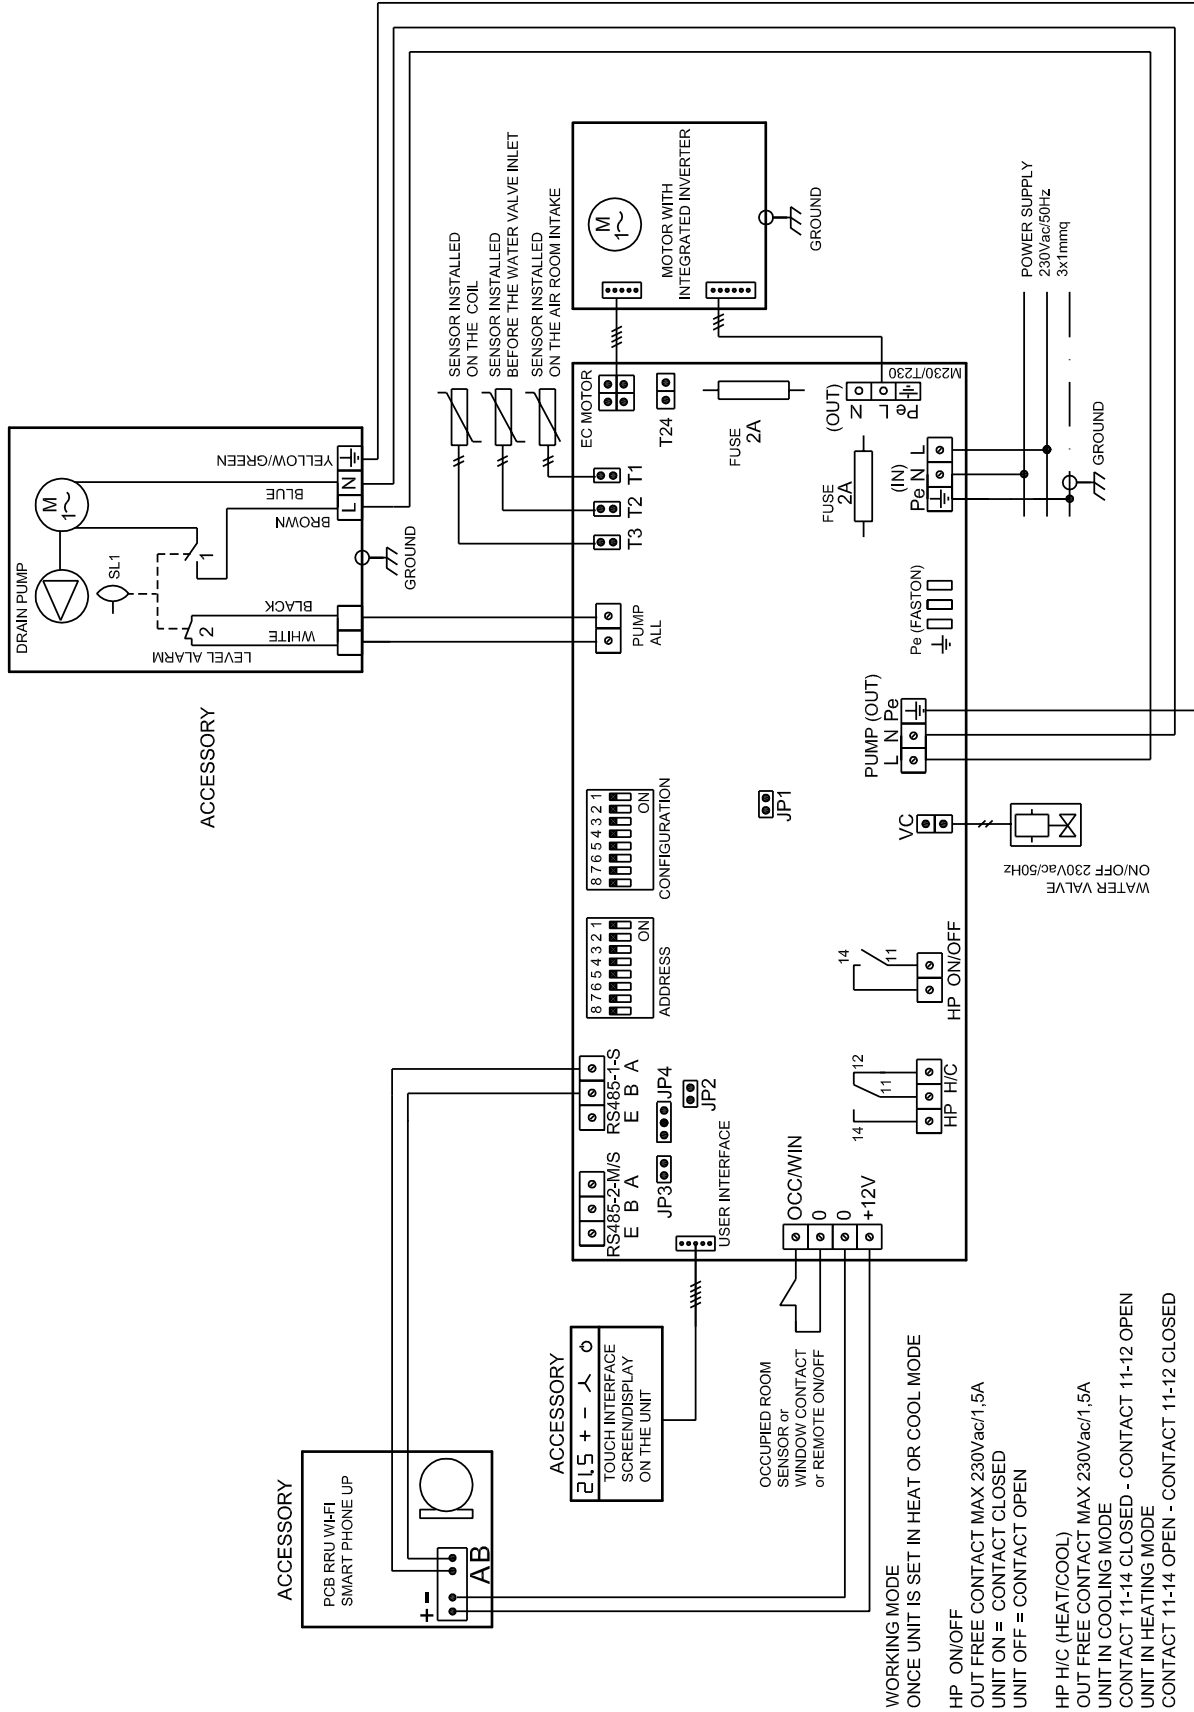 ACCESSORY
DRAIN PUMP
M
1~
SL1
1
2
LEVEL ALARM
WHITE
BLACK
BROWN
BLUE
YELLOW/GREEN
L
N
GROUND
SENSOR INSTALLED
ON THE COIL
SENSOR INSTALLED
BEFORE THE WATER VALVE INLET
SENSOR INSTALLED
ON THE AIR ROOM INTAKE
M
1~
MOTOR WITH
INTEGRATED INVERTER
GROUND
ACCESSORY
PCB RRU WI-FI
SMART PHONE UP
+ -
A B
ACCESSORY
21.5 + -
TOUCH INTERFACE
SCREEN/DISPLAY
ON THE UNIT
RS485-2-M/S
E B A
RS485-1-S
E B A
JP3
JP4
JP2
USER INTERFACE
8 7 6 5 4 3 2 1
ON
ADDRESS
8 7 6 5 4 3 2 1
ON
CONFIGURATION
PUMP
ALL
T3
T2
T1
EC MOTOR
T24
FUSE
2A
FUSE
2A
(OUT)
N
L
Pe
M230/T230
(IN)
Pe N L
POWER SUPPLY
230Vac/50Hz
3x1mmq
GROUND
Pe (FASTON)
PUMP (OUT)
L N Pe
JP1
VC
WATER VALVE
ON/OFF 230Vac/50Hz
14
11
HP ON/OFF
14
11
12
HP H/C
OCC/WIN
0
0
+12V
OCCUPIED ROOM
SENSOR or
WINDOW CONTACT
or REMOTE ON/OFF
WORKING MODE
ONCE UNIT IS SET IN HEAT OR COOL MODE
HP ON/OFF
OUT FREE CONTACT MAX 230Vac/1,5A
UNIT ON = CONTACT CLOSED
UNIT OFF = CONTACT OPEN
HP H/C (HEAT/COOL)
OUT FREE CONTACT MAX 230Vac/1,5A
UNIT IN COOLING MODE
CONTACT 11-14 CLOSED - CONTACT 11-12 OPEN
UNIT IN HEATING MODE
CONTACT 11-14 OPEN - CONTACT 11-12 CLOSED